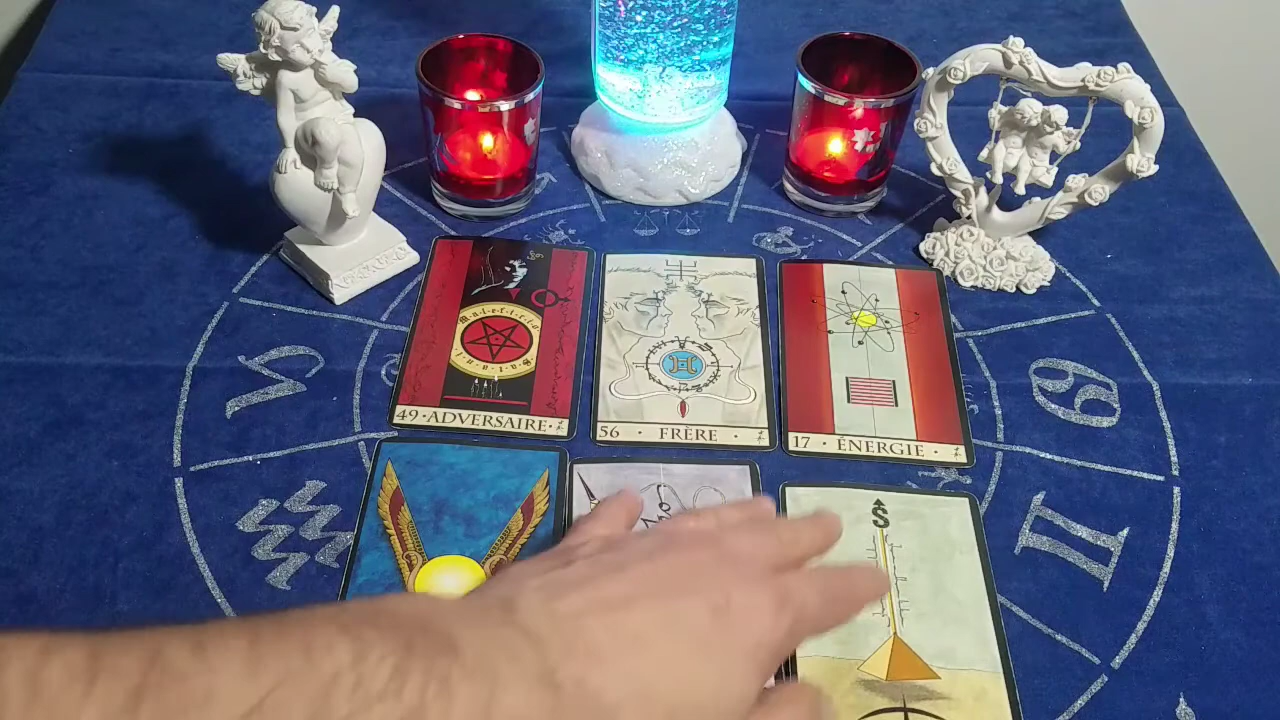 49 · ADVERSAIRE ·
56 · FRÈRE ·
17 · ÉNERGIE ·
S